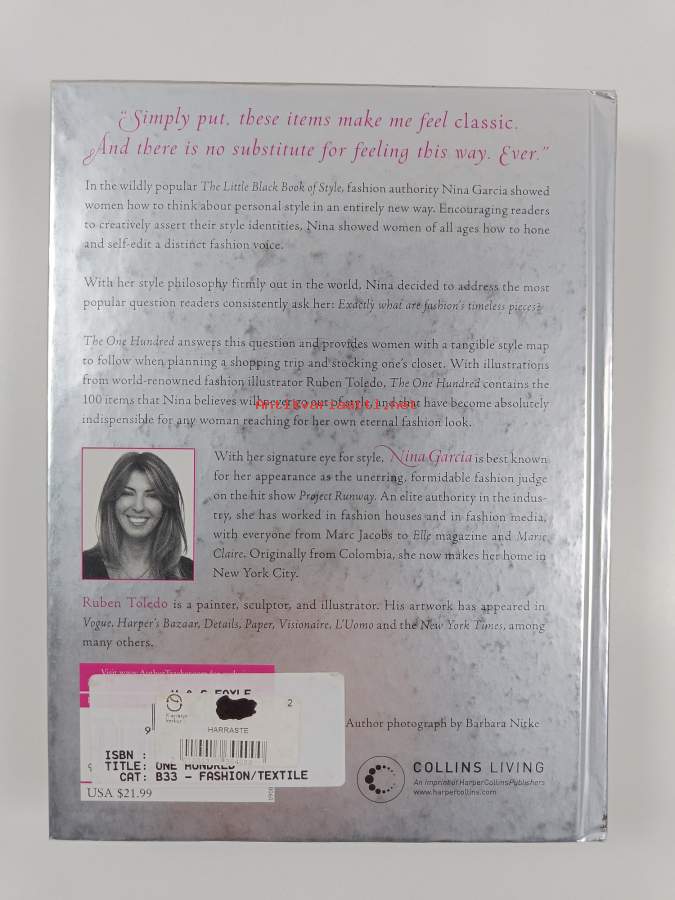 “Simply put, these items make me feel classic.
And there is no substitute for feeling this way. Ever.”
In the wildly popular The Little Black Book of Style, fashion authority Nina Garcia showed
women how to think about personal style in an entirely new way. Encouraging readers
to creatively assert their style identities, Nina showed women of all ages how to hone
and self-edit a distinct fashion voice.
With her style philosophy firmly out in the world, Nina decided to address the most
popular question readers consistently ask her: Exactly what are fashion's timeless pieces?
The One Hundred answers this question and provides women with a tangible style map
to follow when planning a shopping trip and stocking one's closet. With illustrations
from world-renowned fashion illustrator Ruben Toledo, The One Hundred contains the
100 items that Nina believes will never go out of style and that have become absolutely
Antikvariaatti.net
indispensible for any woman reaching for her own eternal fashion look.
With her signature eye for style, Nina Garcia is best known
for her appearance as the unerring, formidable fashion judge
on the hit show Project Runway. An elite authority in the indus-
try, she has worked in fashion houses and in fashion media,
with everyone from Marc Jacobs to Elle magazine and Marie
Claire. Originally from Colombia, she now makes her home in
New York City.
Ruben Toledo is a painter, sculptor, and illustrator. His artwork has appeared in
Vogue, Harper's Bazaar, Details, Paper, Visionaire, L'Uomo and the New York Times, among
many others.
Visit www.AuthorTracker.com
W & G FOYLE
2
9
HARRASTE
Author photograph by Barbara Nitke
ISBN :
TITLE: ONE HUNDRED
CAT: B33 - FASHION/TEXTILE
USA $21.99
COLLINS LIVING
An imprint of HarperCollinsPublishers
www.harpercollins.com